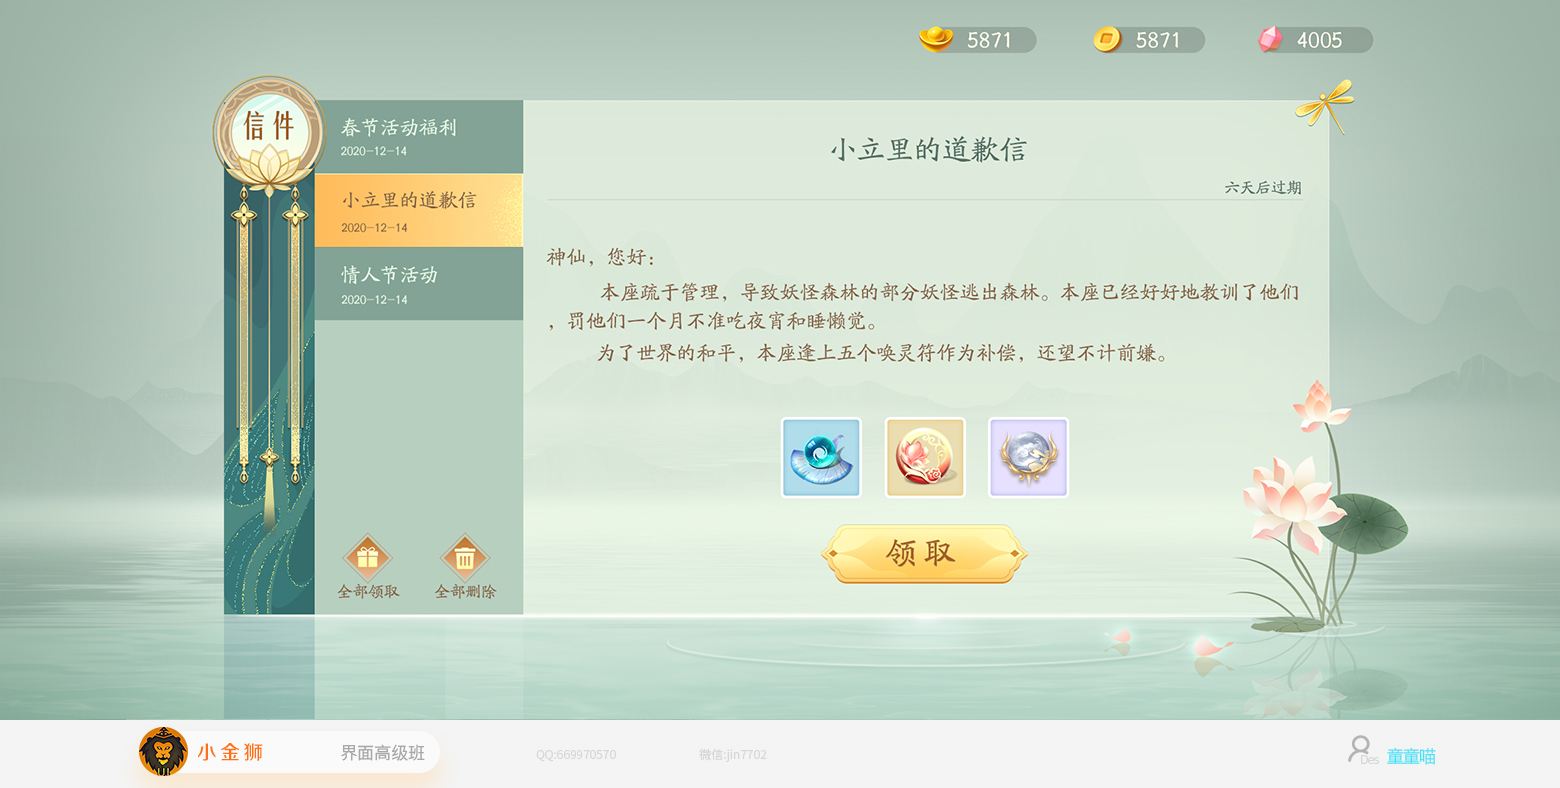 5871
5871
4005
信件
春节活动福利
2020-12-14
小立里的道歉信
2020-12-14
情人节活动
2020-12-14
全部领取
全部删除
小立里的道歉信
六天后过期
神仙，您好：
本座疏于管理，导致妖怪森林的部分妖怪逃出森林。本座已经好好地教训了他们
，罚他们一个月不准吃夜宵和睡懒觉。
为了世界的和平，本座逢上五个唤灵符作为补偿，还望不计前嫌。
领取
小金狮
UI
界面高级班
QQ:669970570
微信:jin7702
Des
童童喵